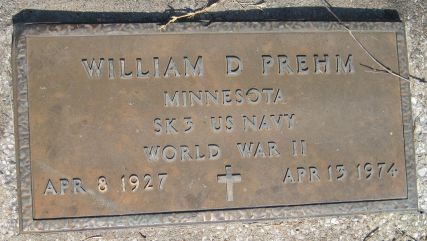 WILLIAM D PREHM
MINNESOTA
SK3 US NAVY
WORLD WAR II
APR 8 1927 APR 13 1974